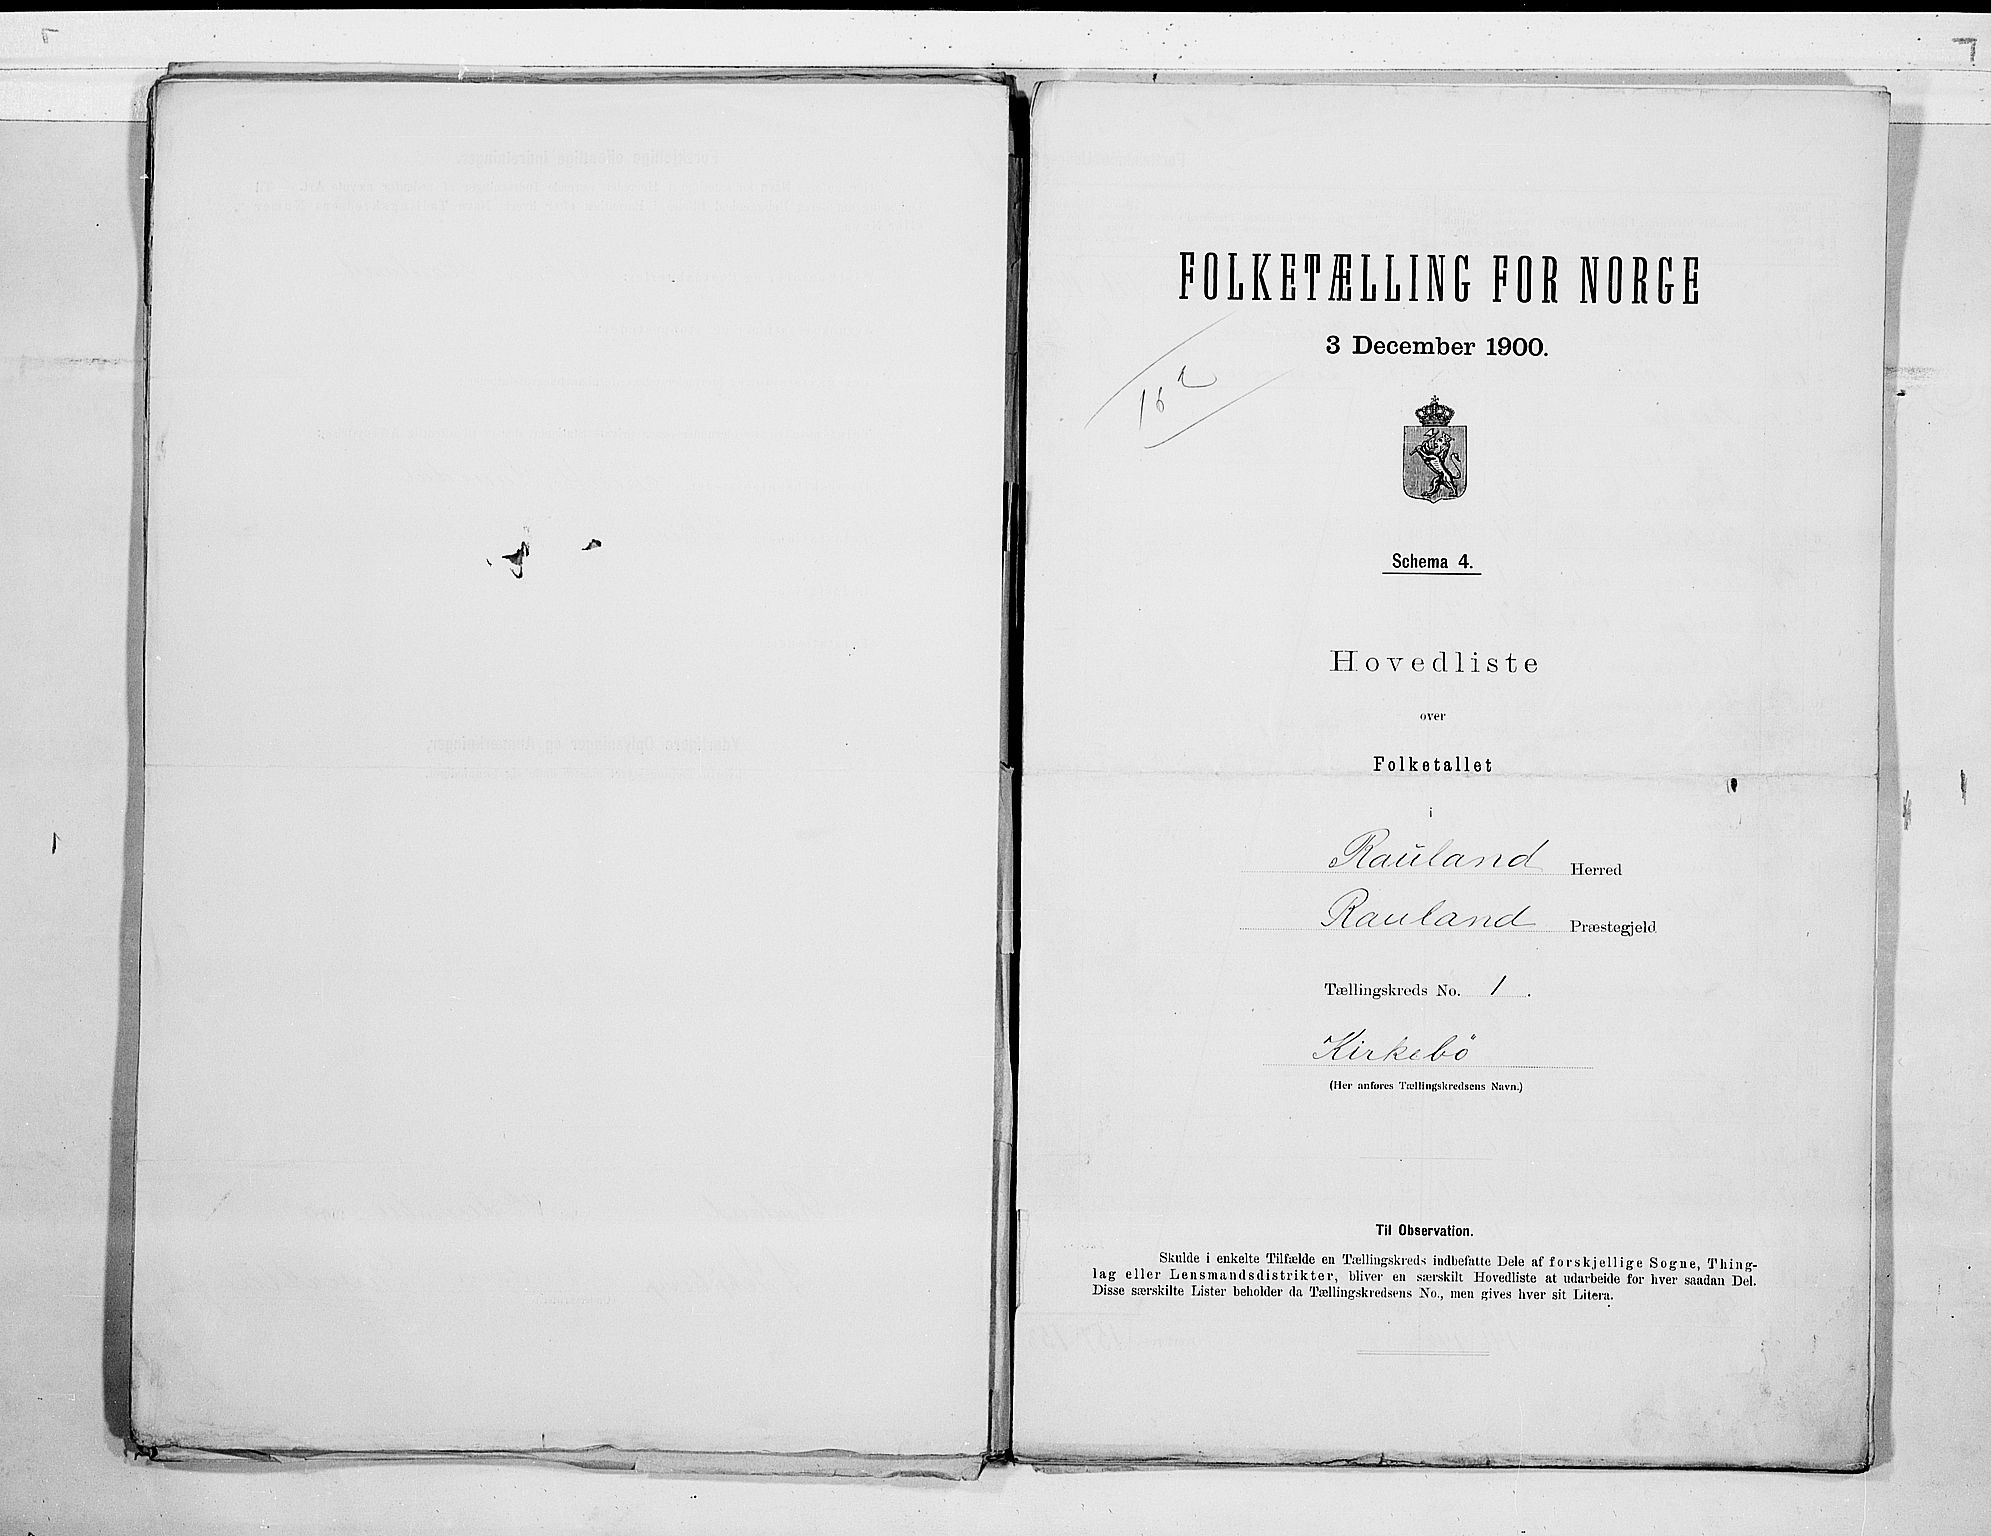 FOLKETÆLLING FOR NORGE
3 December 1900.
Schema 4.
Hovedliste
over
Folketallet
i
Rauland Herred
Rauland Præstegjeld
Tællingskreds No. 1.
Kirkebö
(Her anføres Tællingskredsens Navn.)
Til Observation.
Skulde i enkelte Tilfælde en Tællingskreds indbefatte Dele af forskjellige Sogne, Thing-
lag eller Lensmandsdistrikter, bliver en særskilt Hovedliste at udarbeide for hver saadan Del.
Disse særskilte Lister beholder da Tællingskredsens No., men gives hver sit Litera.